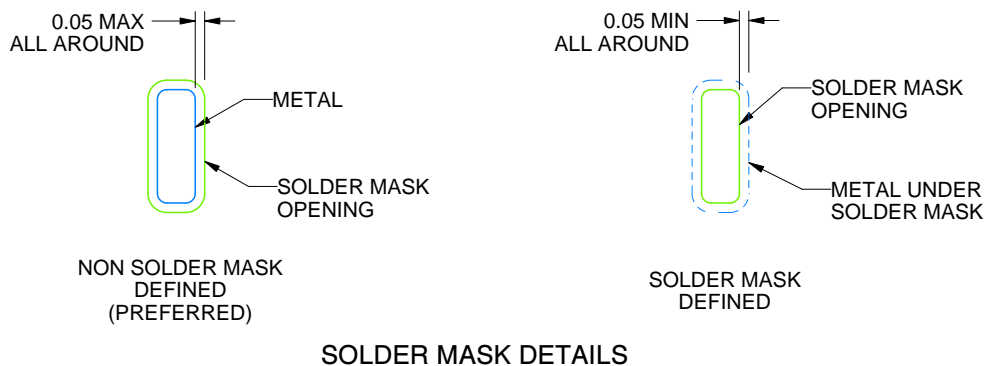 0.05 MAX
ALL AROUND
METAL
SOLDER MASK
OPENING
NON SOLDER MASK
DEFINED
(PREFERRED)
0.05 MIN
ALL AROUND
SOLDER MASK
OPENING
METAL UNDER
SOLDER MASK
SOLDER MASK
DEFINED
SOLDER MASK DETAILS